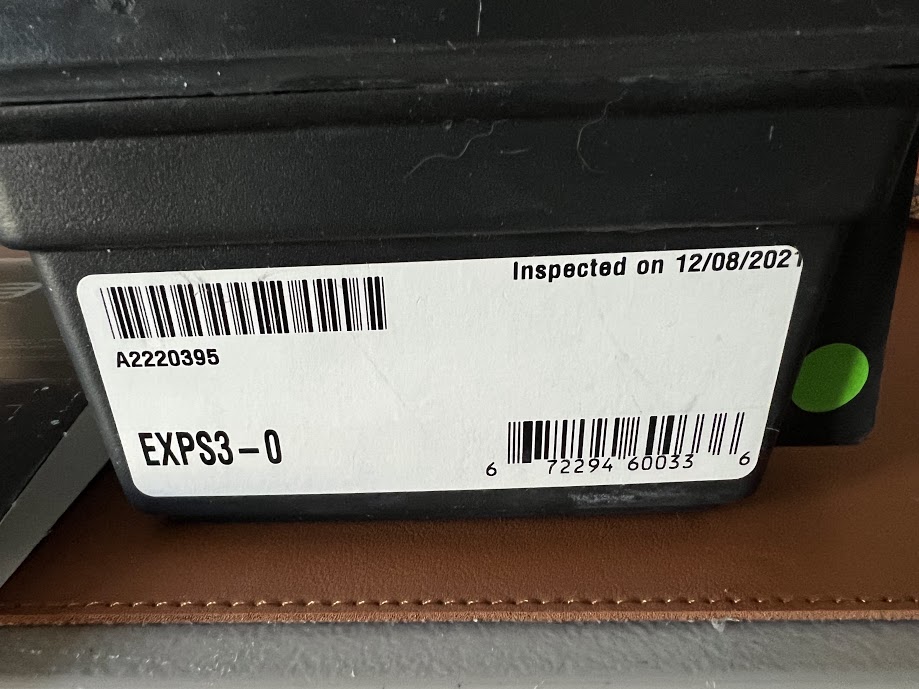 Inspected on 12/08/2021
A2220395
EXPS3-0
6 72294 60033 6